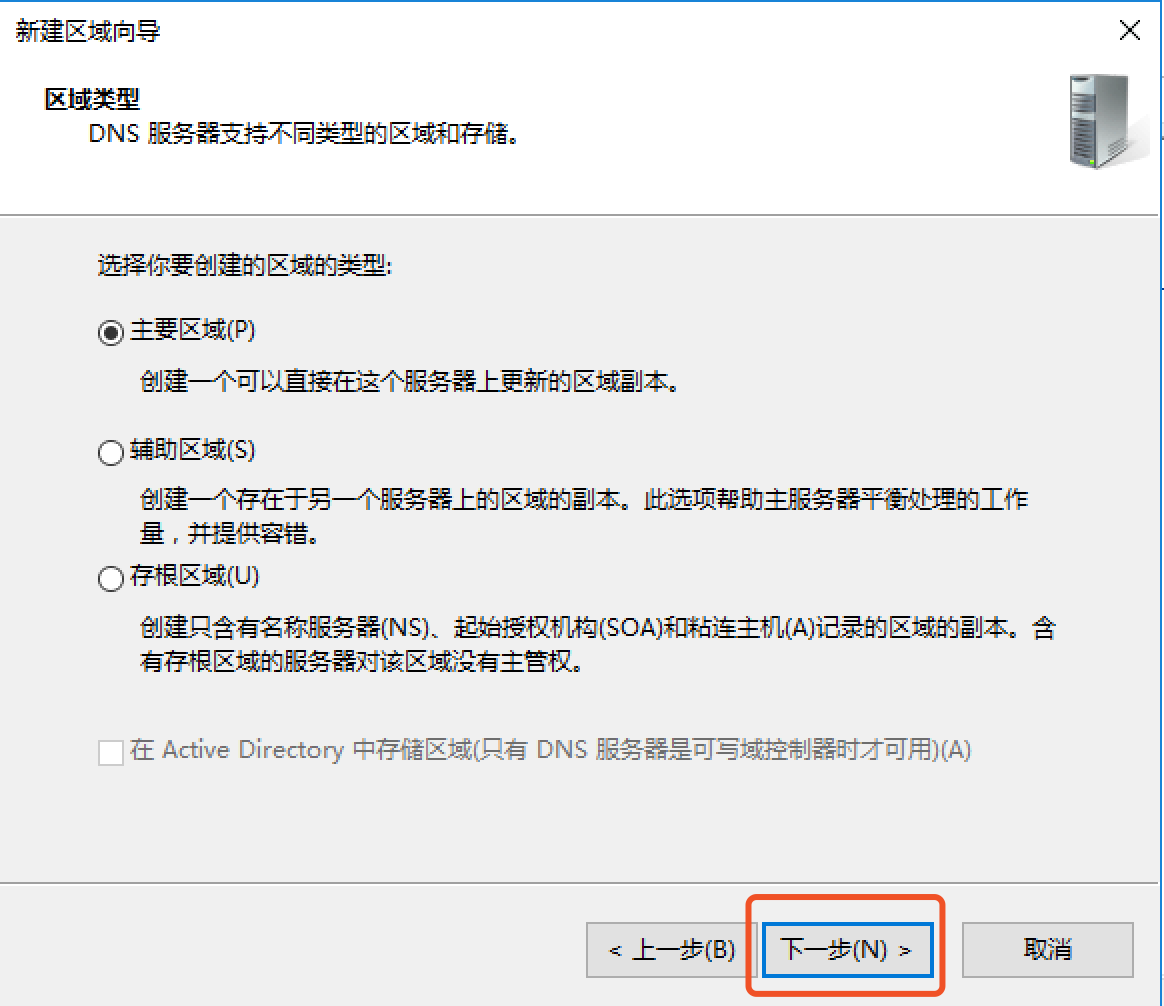 新建区域向导
区域类型
DNS 服务器支持不同类型的区域和存储。
选择你要创建的区域的类型:
主要区域(P)
创建一个可以直接在这个服务器上更新的区域副本。
辅助区域(S)
创建一个存在于另一个服务器上的区域的副本。此选项帮助主服务器平衡处理的工作
量，并提供容错。
存根区域(U)
创建只含有名称服务器(NS)、起始授权机构(SOA)和粘连主机(A)记录的区域的副本。含
有存根区域的服务器对该区域没有主管权。
在 Active Directory 中存储区域(只有 DNS 服务器是可写域控制器时才可用)(A)
< 上一步(B) 下一步(N) > 取消